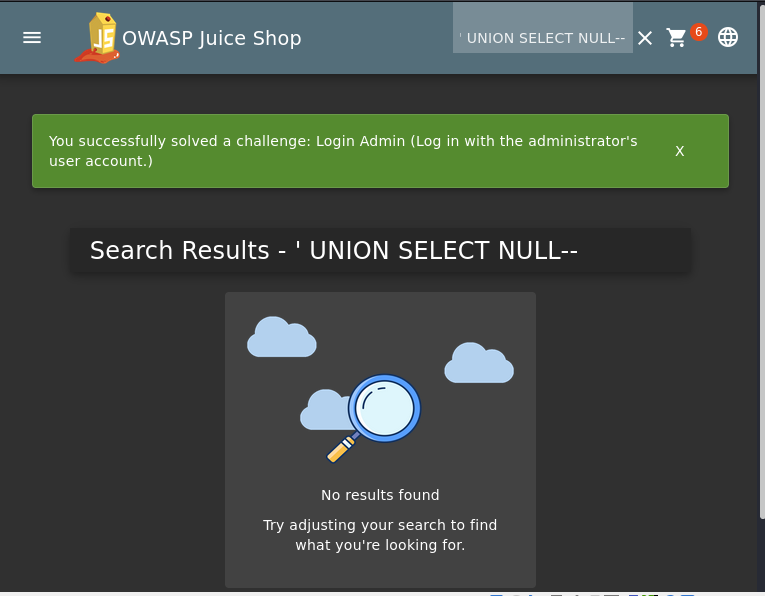 OWASP Juice Shop
' UNION SELECT NULL--
6
You successfully solved a challenge: Login Admin (Log in with the administrator's
user account.)
X
Search Results - ' UNION SELECT NULL--
No results found
Try adjusting your search to find
what you're looking for.